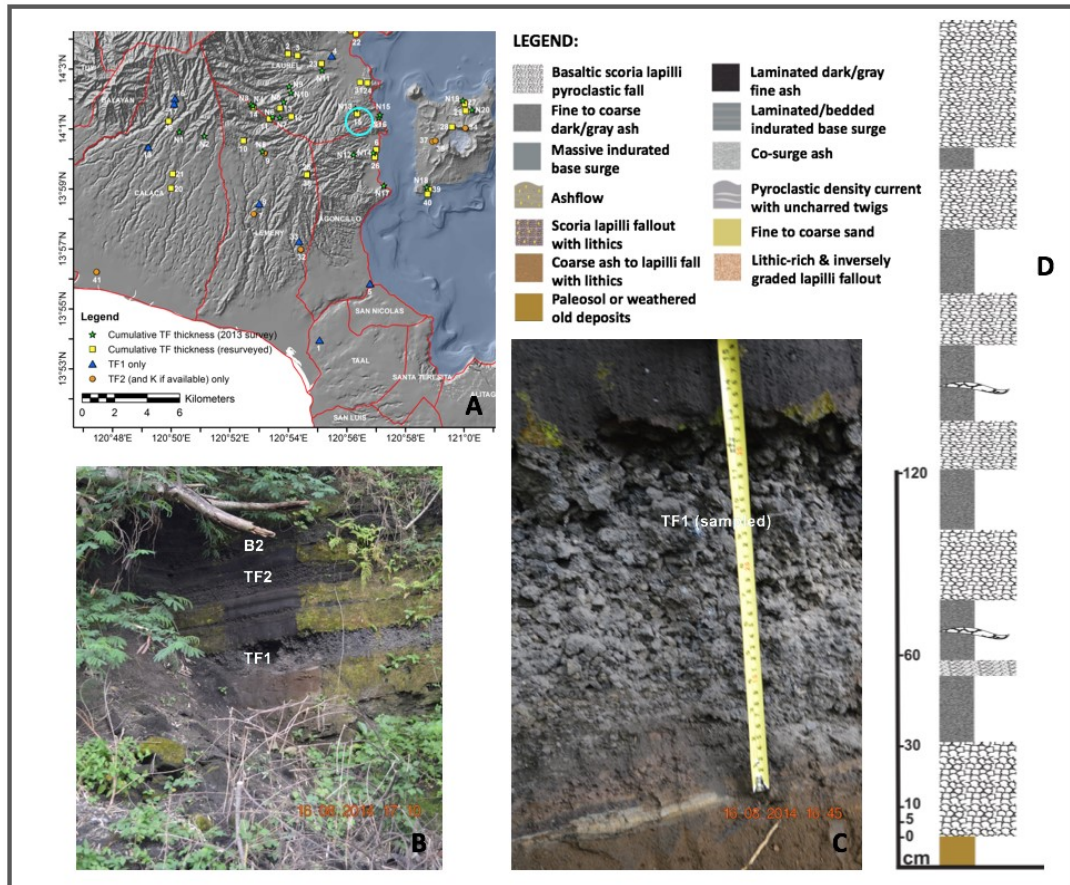 14°3'N
14°1'N
13°59'N
13°57'N
13°55'N
13°53'N
120°48'E
120°50'E
120°52'E
120°54'E
120°56'E
120°58'E
121°0'E
LAUREL
CALACA
LEMERY
AGONCILLO
SAN NICOLAS
TAAL
SANTA TERESITA
SAN LUIS
Legend
Cumulative TF thickness (2013 survey)
Cumulative TF thickness (resurveyed)
TF1 only
TF2 (and K if available) only
0 1 2 4 6
Kilometers
A
LEGEND:
Basaltic scoria lapilli
pyroclastic fall
Fine to coarse
dark/gray ash
Massive indurated
base surge
Ashflow
Scoria lapilli fallout
with lithics
Coarse ash to lapilli fall
with lithics
Paleosol or weathered
old deposits
Laminated dark/gray
fine ash
Laminated/bedded
indurated base surge
Co-surge ash
Pyroclastic density current
with uncharred twigs
Fine to coarse sand
Lithic-rich & inversely
graded lapilli fallout
B2
TF2
TF1
B
TF1 (sampled)
C
D
120
60
30
10
5
0
cm